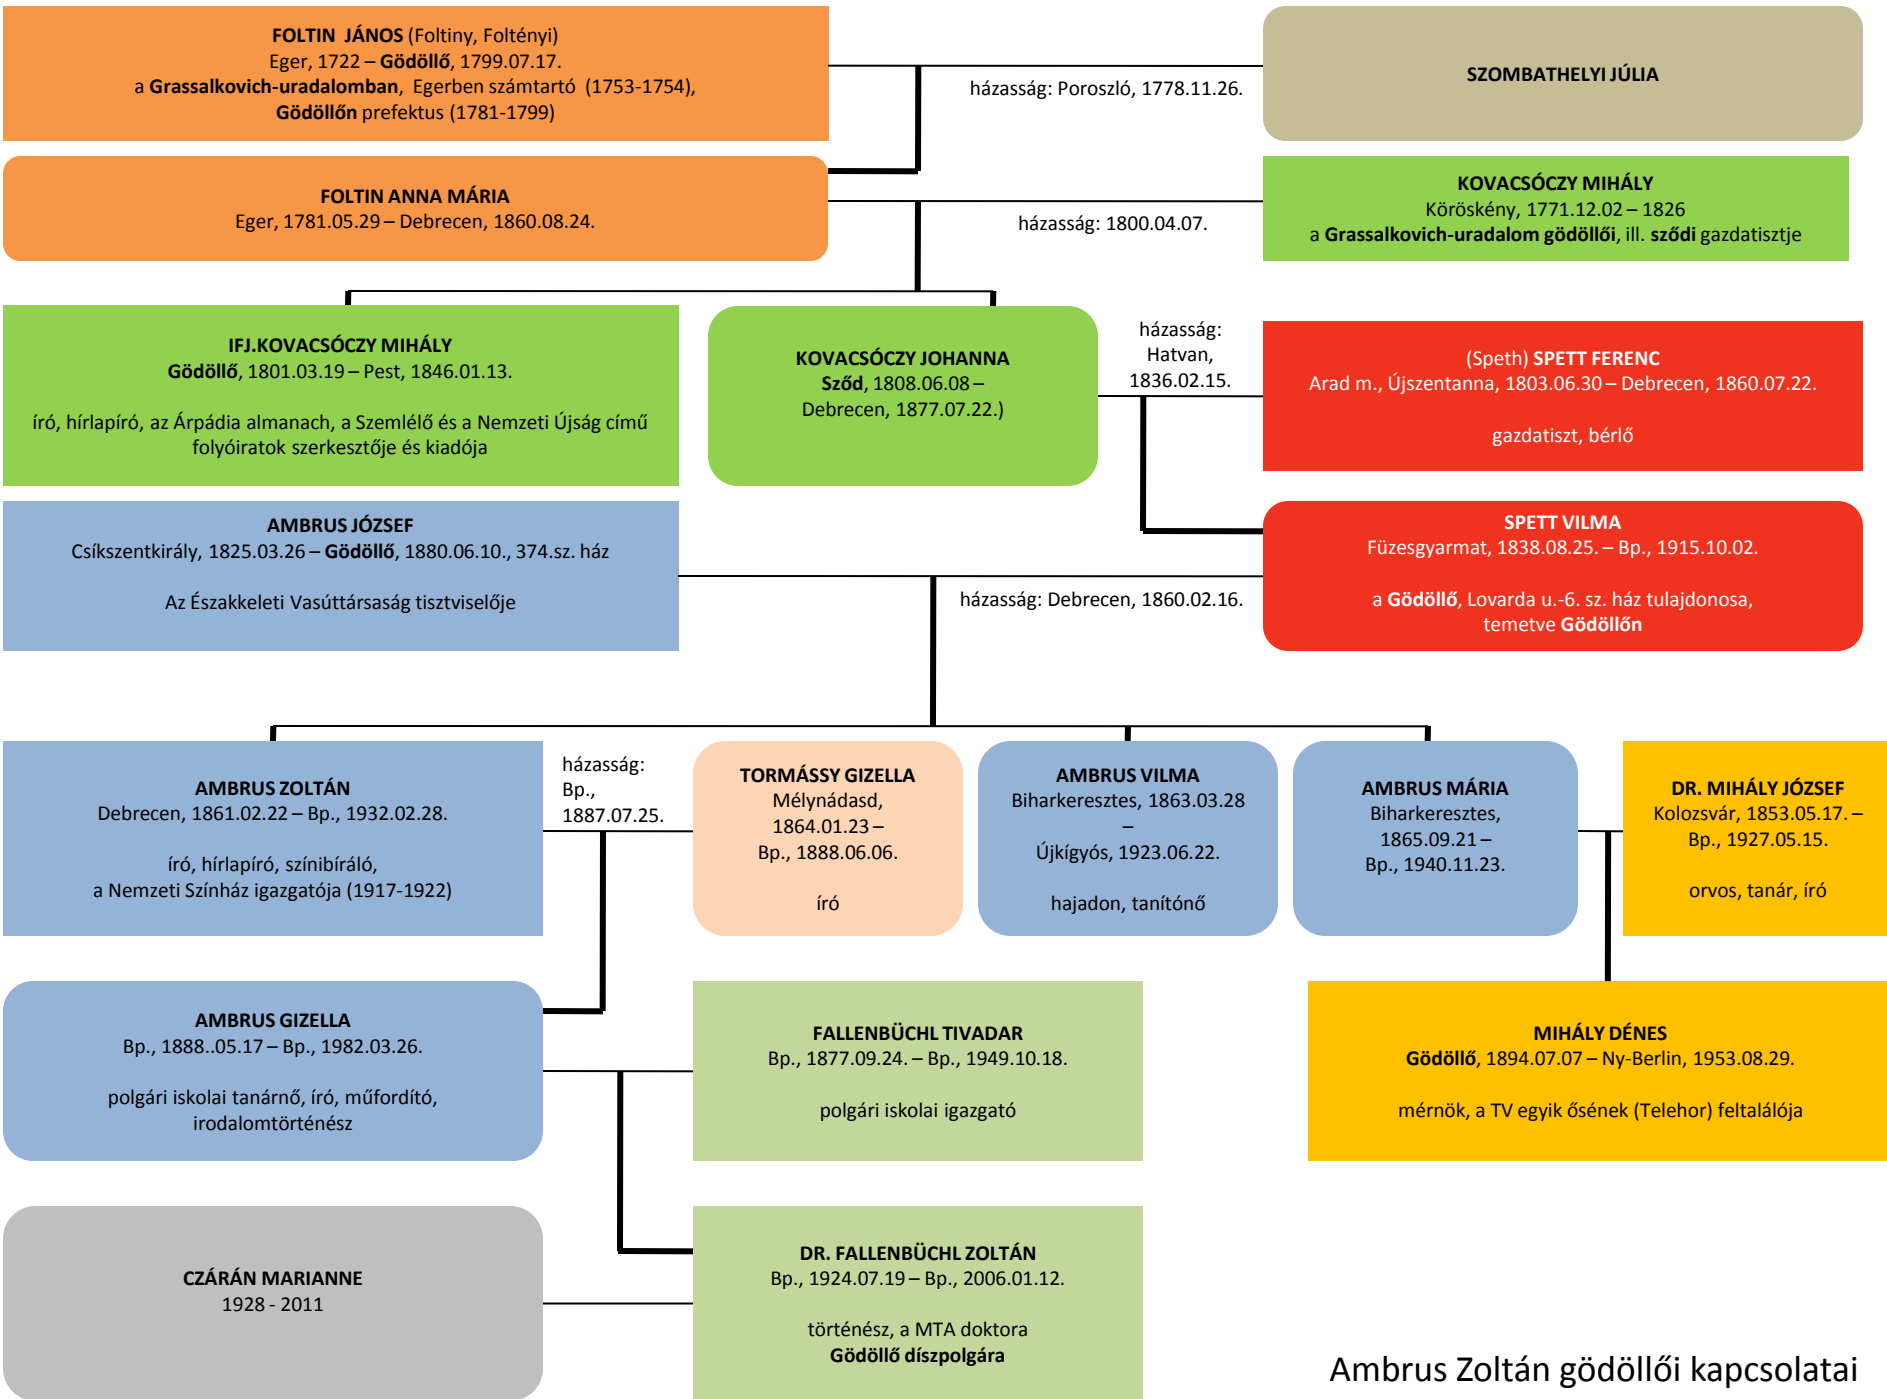 FOLTIN  JÁNOS (Foltiny, Foltényi)
Eger, 1722 – Gödöllő, 1799.07.17.
a Grassalkovich-uradalomban,  Egerben számtartó  (1753-1754),
Gödöllőn prefektus (1781-1799)
házasság: Poroszló, 1778.11.26.
SZOMBATHELYI JÚLIA
FOLTIN ANNA MÁRIA
Eger, 1781.05.29 – Debrecen, 1860.08.24.
házasság: 1800.04.07.
KOVACSÓCZY MIHÁLY
Köröskény, 1771.12.02 – 1826
a Grassalkovich-uradalom gödöllői, ill. sződi gazdatisztje
IFJ.KOVACSÓCZY MIHÁLY
Gödöllő, 1801.03.19 – Pest, 1846.01.13.
író, hírlapíró, az Árpádia almanach, a Szemlélő és a Nemzeti Újság című
folyóiratok szerkesztője és kiadója
KOVACSÓCZY JOHANNA
Sződ, 1808.06.08 –
Debrecen, 1877.07.22.)
házasság:
Hatvan,
1836.02.15.
(Speth) SPETT FERENC
Arad m., Újszentanna, 1803.06.30 – Debrecen, 1860.07.22.
gazdatiszt, bérlő
AMBRUS JÓZSEF
Csíkszentkirály, 1825.03.26 – Gödöllő, 1880.06.10., 374.sz. ház
Az Északkeleti Vasúttársaság tisztviselője
házasság: Debrecen, 1860.02.16.
SPETT VILMA
Füzesgyarmat, 1838.08.25. – Bp., 1915.10.02.
a Gödöllő, Lovarda u.-6. sz. ház tulajdonosa,
temetve Gödöllőn
AMBRUS ZOLTÁN
Debrecen, 1861.02.22 – Bp., 1932.02.28.
író, hírlapíró, színibíráló,
a Nemzeti Színház igazgatója (1917-1922)
házasság:
Bp.,
1887.07.25.
TORMÁSSY GIZELLA
Mélynádasd,
1864.01.23 –
Bp., 1888.06.06.
író
AMBRUS VILMA
Biharkeresztes, 1863.03.28
–
Újkígyós, 1923.06.22.
hajadon, tanítónő
AMBRUS MÁRIA
Biharkeresztes,
1865.09.21 –
Bp., 1940.11.23.
DR. MIHÁLY JÓZSEF
Kolozsvár, 1853.05.17. –
Bp., 1927.05.15.
orvos, tanár, író
AMBRUS GIZELLA
Bp., 1888..05.17 – Bp., 1982.03.26.
polgári iskolai tanárnő, író, műfordító,
irodalomtörténész
FALLENBÜCHL TIVADAR
Bp., 1877.09.24. – Bp., 1949.10.18.
polgári iskolai igazgató
MIHÁLY DÉNES
Gödöllő, 1894.07.07 – Ny-Berlin, 1953.08.29.
mérnök, a TV egyik ősének (Telehor) feltalálója
CZÁRÁN MARIANNE
1928 - 2011
DR. FALLENBÜCHL ZOLTÁN
Bp., 1924.07.19 – Bp., 2006.01.12.
történész, a MTA doktora
Gödöllő díszpolgára
Ambrus Zoltán gödöllői kapcsolatai